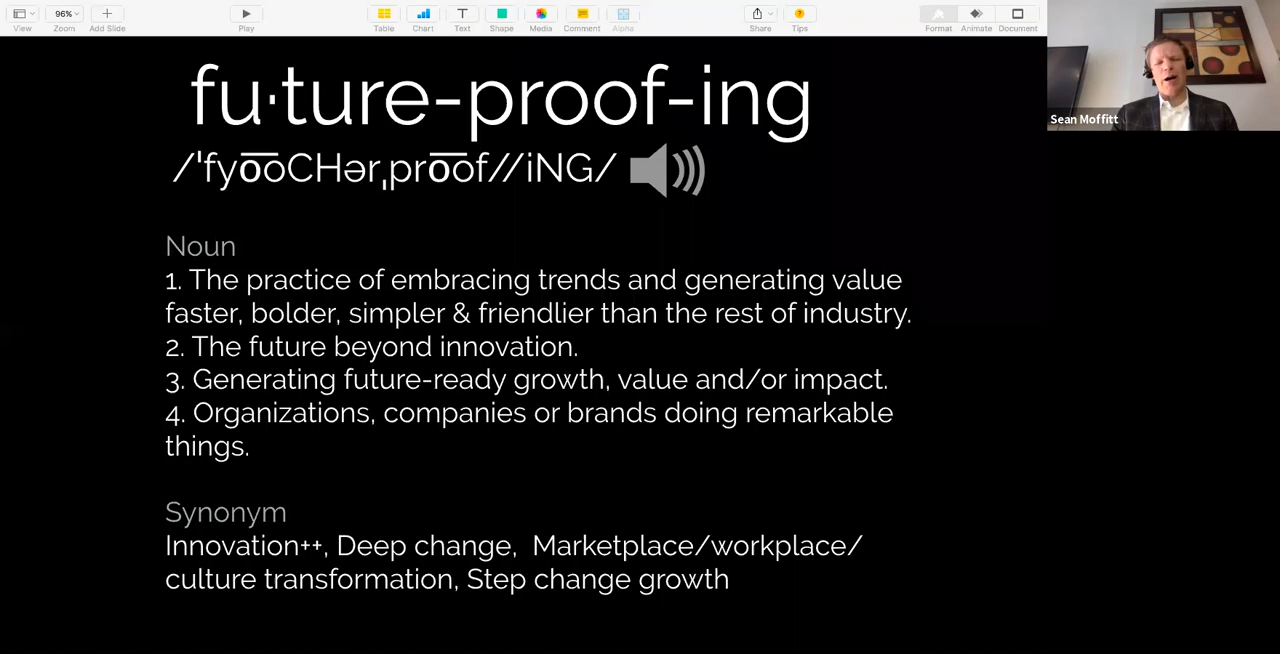 View
96%
Zoom
Add Slide
Play
Table
Chart
Text
Shape
Media
Comment
Alpha
Share
Tips
Format
Animate
Document
Sean Moffitt
fu·ture-proof-ing
/ˈfyo͞oCHərˌpro͞of//iNG/
Noun
1. The practice of embracing trends and generating value
faster, bolder, simpler & friendlier than the rest of industry.
2. The future beyond innovation.
3. Generating future-ready growth, value and/or impact.
4. Organizations, companies or brands doing remarkable
things.
Synonym
Innovation++, Deep change, Marketplace/workplace/
culture transformation, Step change growth